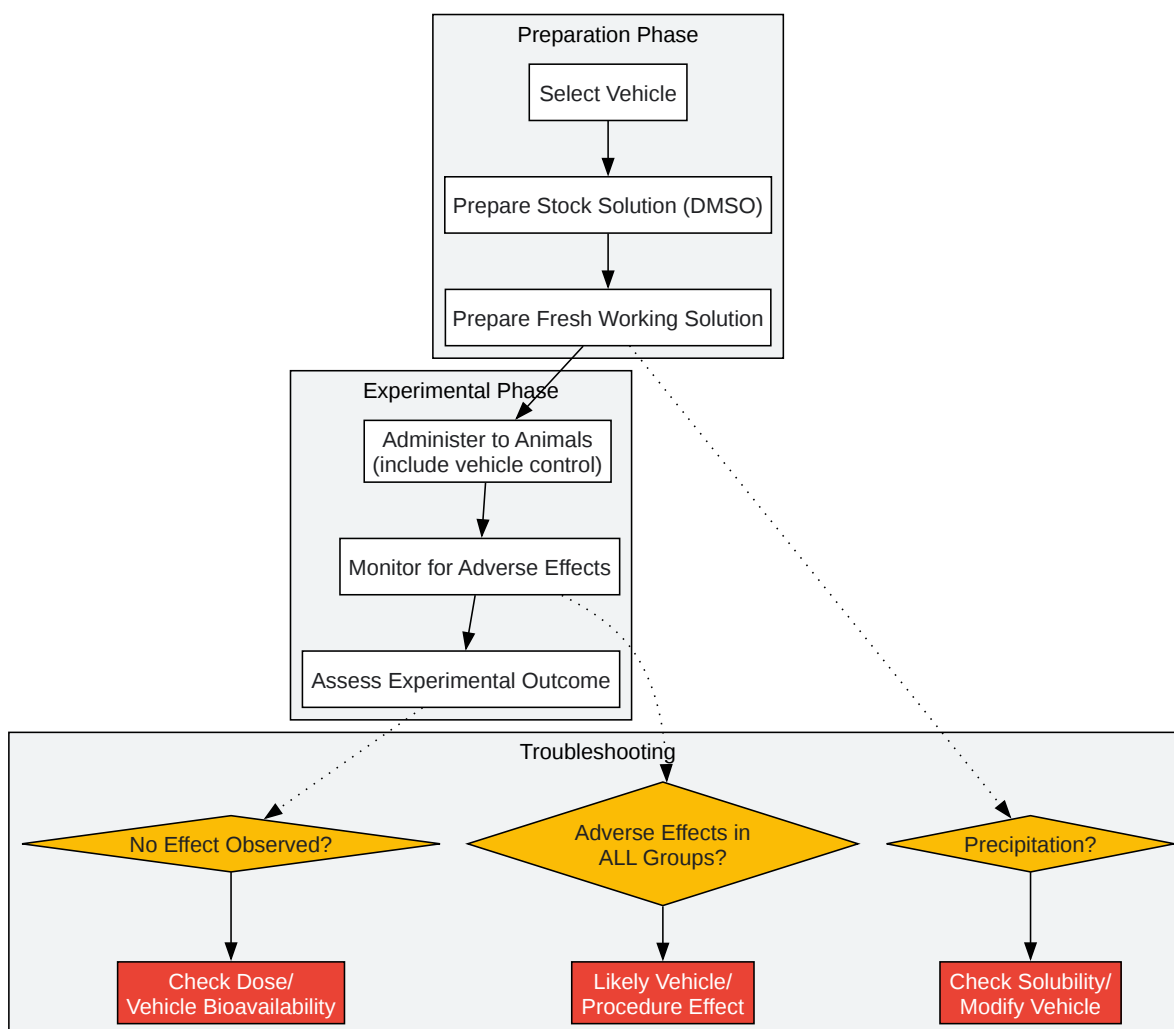 Preparation Phase
Select Vehicle
Prepare Stock Solution (DMSO)
Prepare Fresh Working Solution
Experimental Phase
Administer to Animals
(include vehicle control)
Monitor for Adverse Effects
Assess Experimental Outcome
Troubleshooting
No Effect Observed?
Adverse Effects in
ALL Groups?
Precipitation?
Check Dose/
Vehicle Bioavailability
Likely Vehicle/
Procedure Effect
Check Solubility/
Modify Vehicle